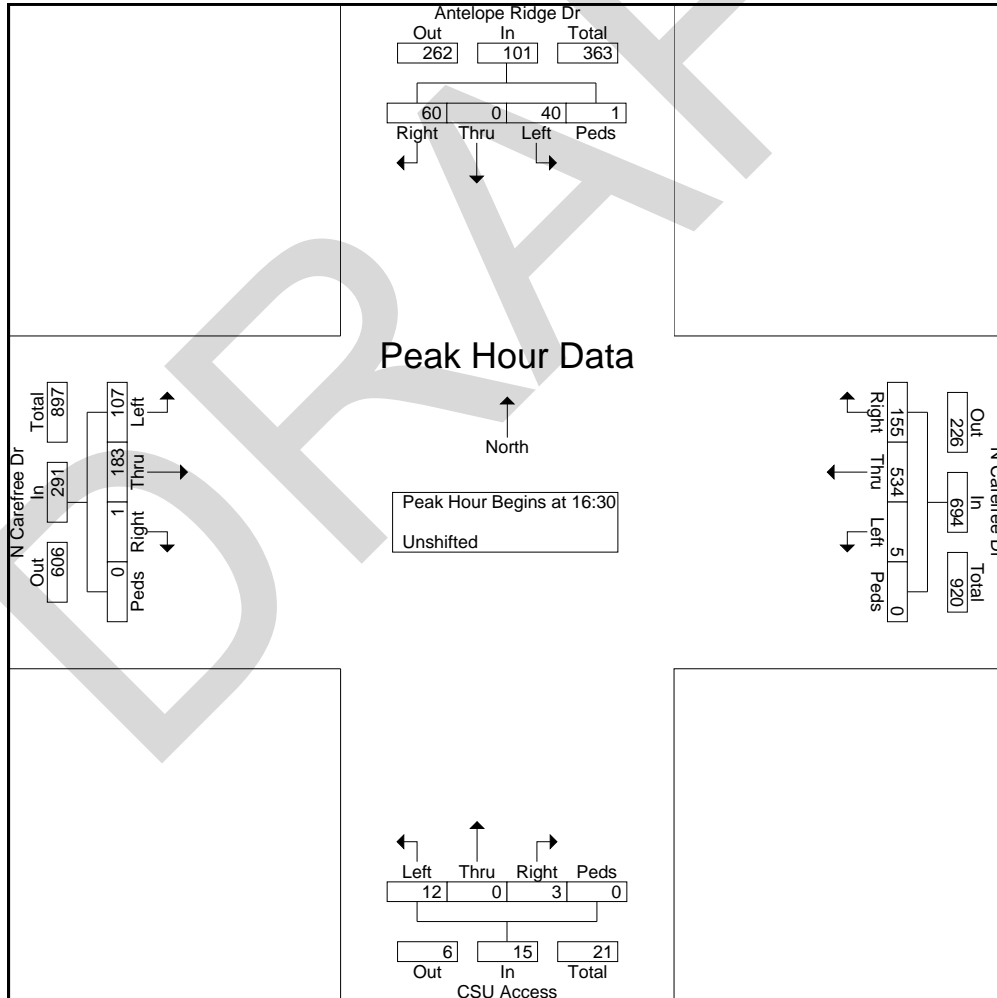 Antelope Ridge Dr
Out In Total
262 101 363
60 0 40 1
Right Thru Left Peds
DRAF
Peak Hour Data
North
Peak Hour Begins at 16:30
Unshifted
N Carefree Dr
Total In Out
897 291 606
107 183 1 0
Left Thru Right Peds
Right Thru Left Peds
155 534 5 0
Out In Total
226 694 920
N Carefree Dr
Left Thru Right Peds
12 0 3 0
6 15 21
Out In Total
CSU Access